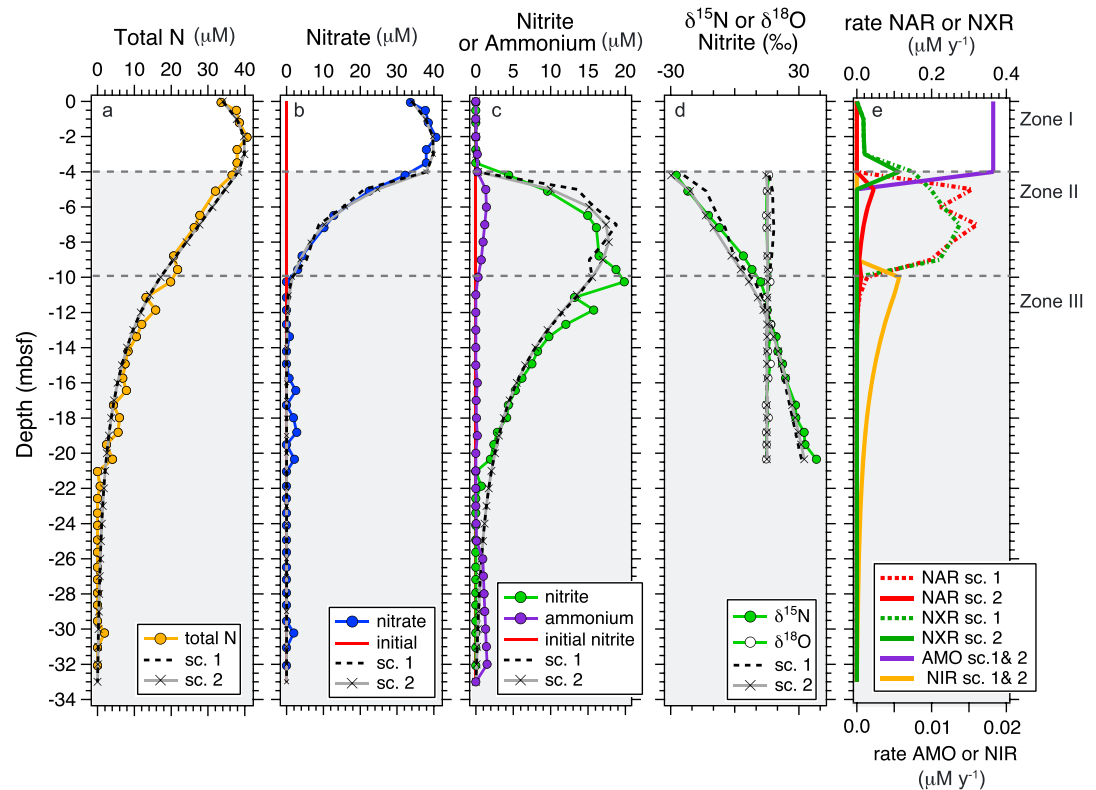 Total N (μM)
0 10 20 30 40
Nitrate (μM)
0 10 20 30 40
Nitrite
or Ammonium (μM)
0 5 10 15 20
δ15N or δ18O
Nitrite (‰)
-30 30
rate NAR or NXR
(μM y-1)
0.0 0.2 0.4
a
b
c
d
e
Depth (mbsf)
0
-2
-4
-6
-8
-10
-12
-14
-16
-18
-20
-22
-24
-26
-28
-30
-32
-34
Zone I
Zone II
Zone III
total N
sc. 1
sc. 2
nitrate
initial
sc. 1
sc. 2
nitrite
ammonium
initial nitrite
sc. 1
sc. 2
δ15N
δ18O
sc. 1
sc. 2
NAR sc. 1
NAR sc. 2
NXR sc. 1
NXR sc. 2
AMO sc.1& 2
NIR sc. 1& 2
0.0 0.01 0.02
rate AMO or NIR
(μM y-1)